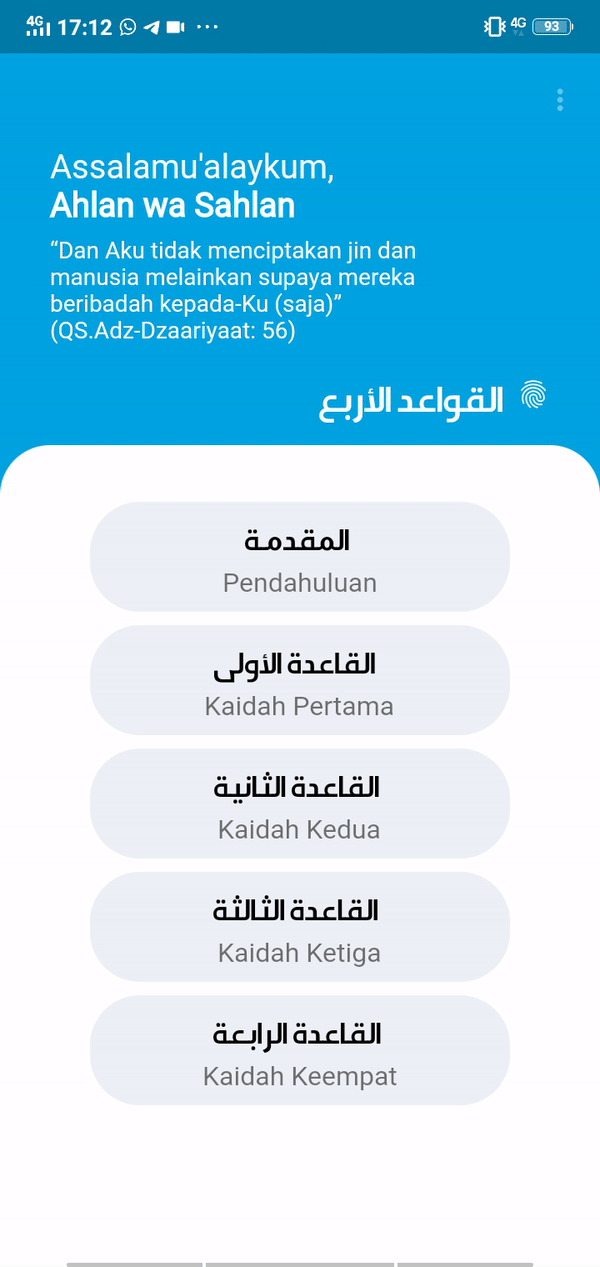 4G 17:12 4G 93
Assalamu'alaykum,
Ahlan wa Sahlan
“Dan Aku tidak menciptakan jin dan
manusia melainkan supaya mereka
beribadah kepada-Ku (saja)”
(QS.Adz-Dzaariyaat: 56)
القواعد الأربع
المقدمة
Pendahuluan
القاعدة الأولى
Kaidah Pertama
القاعدة الثانية
Kaidah Kedua
القاعدة الثالثة
Kaidah Ketiga
القاعدة الرابعة
Kaidah Keempat